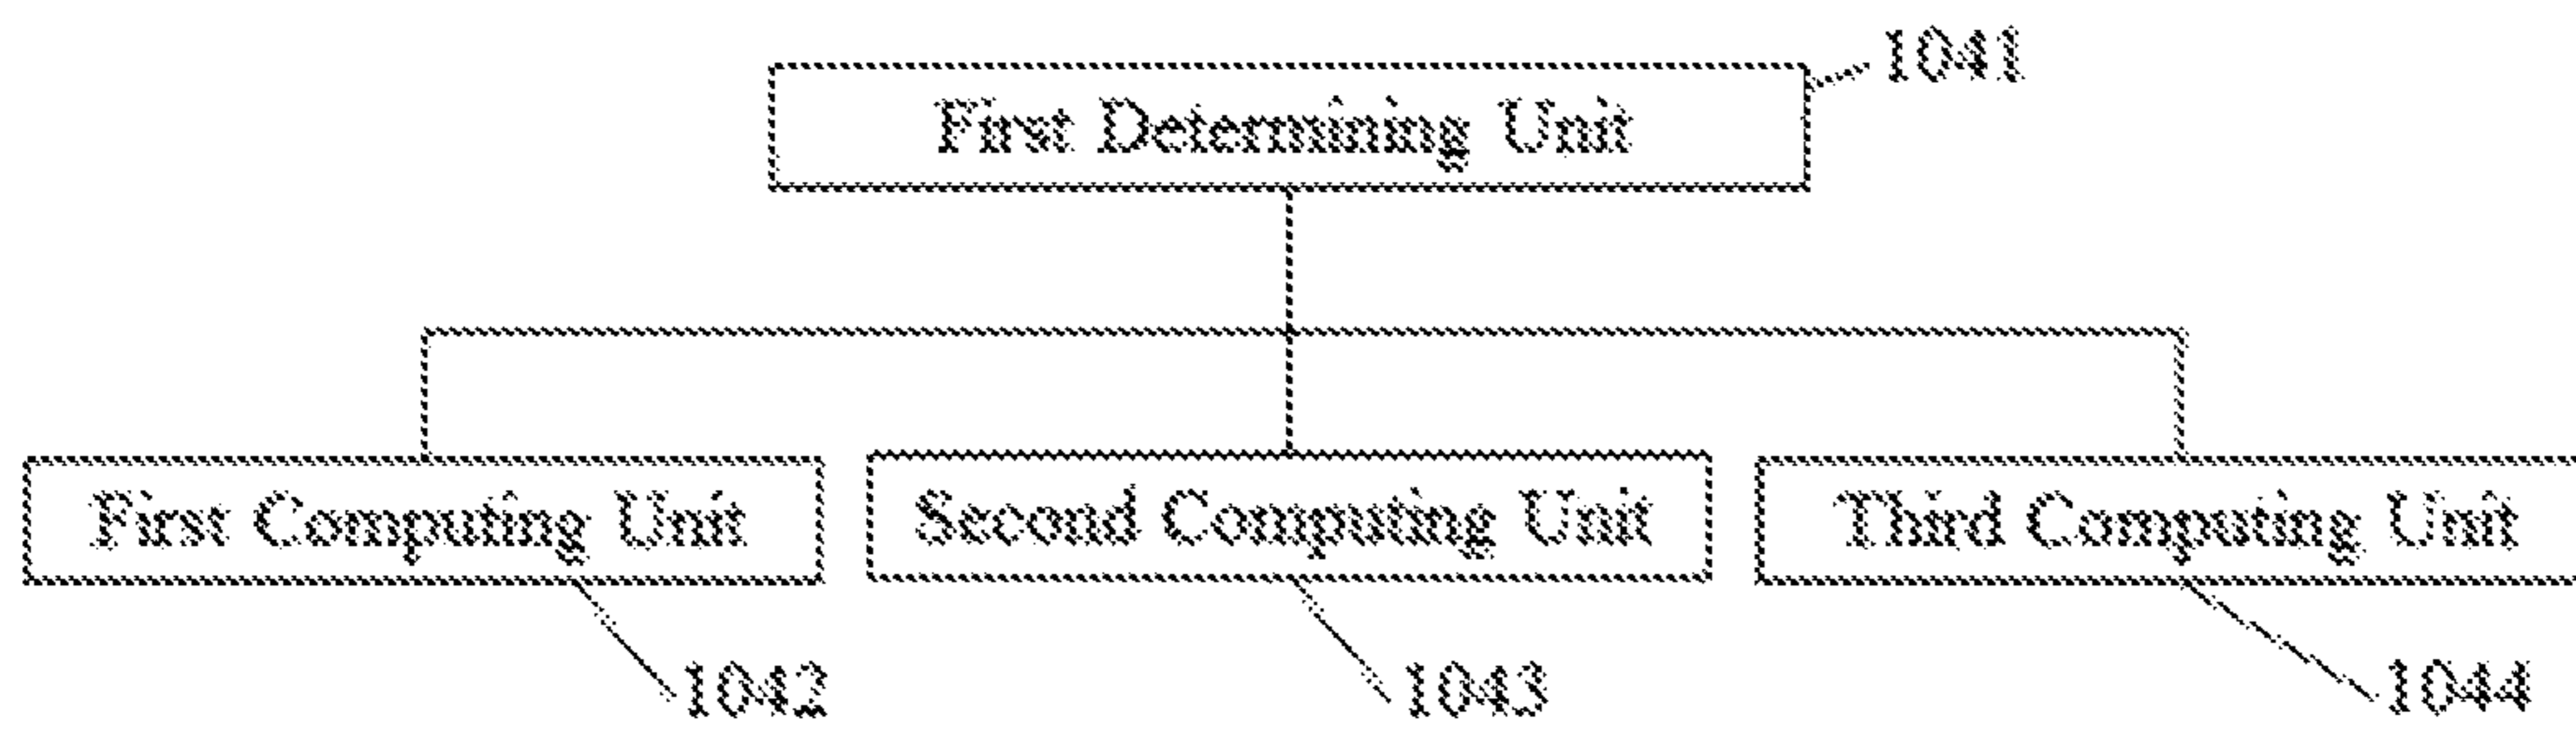 1041
First Determining Unit
First Computing Unit
Second Computing Unit
Third Computing Unit
1042
1043
1044